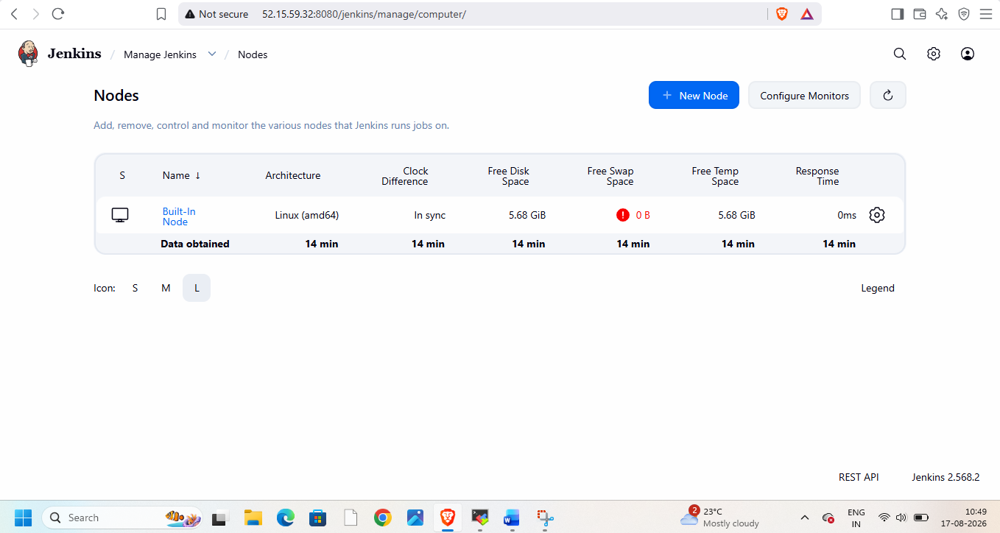 Not secure 52.15.59.32:8080/jenkins/manage/computer/
Jenkins / Manage Jenkins / Nodes
Nodes
+ New Node
Configure Monitors
Add, remove, control and monitor the various nodes that Jenkins runs jobs on.
S Name ↓ Architecture Clock Difference Free Disk Space Free Swap Space Free Temp Space Response Time
Built-In Node Linux (amd64) In sync 5.68 GiB 0 B 5.68 GiB 0ms
Data obtained 14 min 14 min 14 min 14 min 14 min 14 min
Icon: S M L Legend
REST API Jenkins 2.568.2
Search
2
23°C
Mostly cloudy
ENG
IN
10:49
17-08-2026